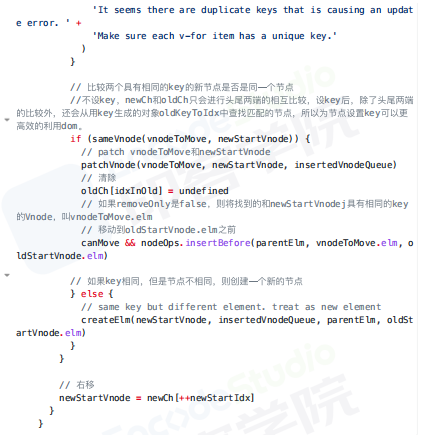 'It seems there are duplicate keys that is causing an updat
e error. ' +
'Make sure each v-for item has a unique key.'
)
}
// 比较两个具有相同的key的新节点是否是同一个节点
//不设key，newCh和oldCh只会进行头尾两端的相互比较，设key后，除了头尾两端
的比较外，还会从用key生成的对象oldKeyToIdx中查找匹配的节点，所以为节点设置key可以更
高效的利用dom。
if (sameVnode(vnodeToMove, newStartVnode)) {
// patch vnodeToMove和newStartVnode
patchVnode(vnodeToMove, newStartVnode, insertedVnodeQueue)
// 清除
oldCh[idxInOld] = undefined
// 如果removeOnly是false，则将找到的和newStartVnodej具有相同的key
的Vnode，叫vnodeToMove.elm
// 移动到oldStartVnode.elm之前
canMove && nodeOps.insertBefore(parentElm, vnodeToMove.elm, o
ldStartVnode.elm)
// 如果key相同，但是节点不相同，则创建一个新的节点
} else {
// same key but different element. treat as new element
createElm(newStartVnode, insertedVnodeQueue, parentElm, oldSt
artVnode.elm)
}
}
// 右移
newStartVnode = newCh[++newStartIdx]
}
}